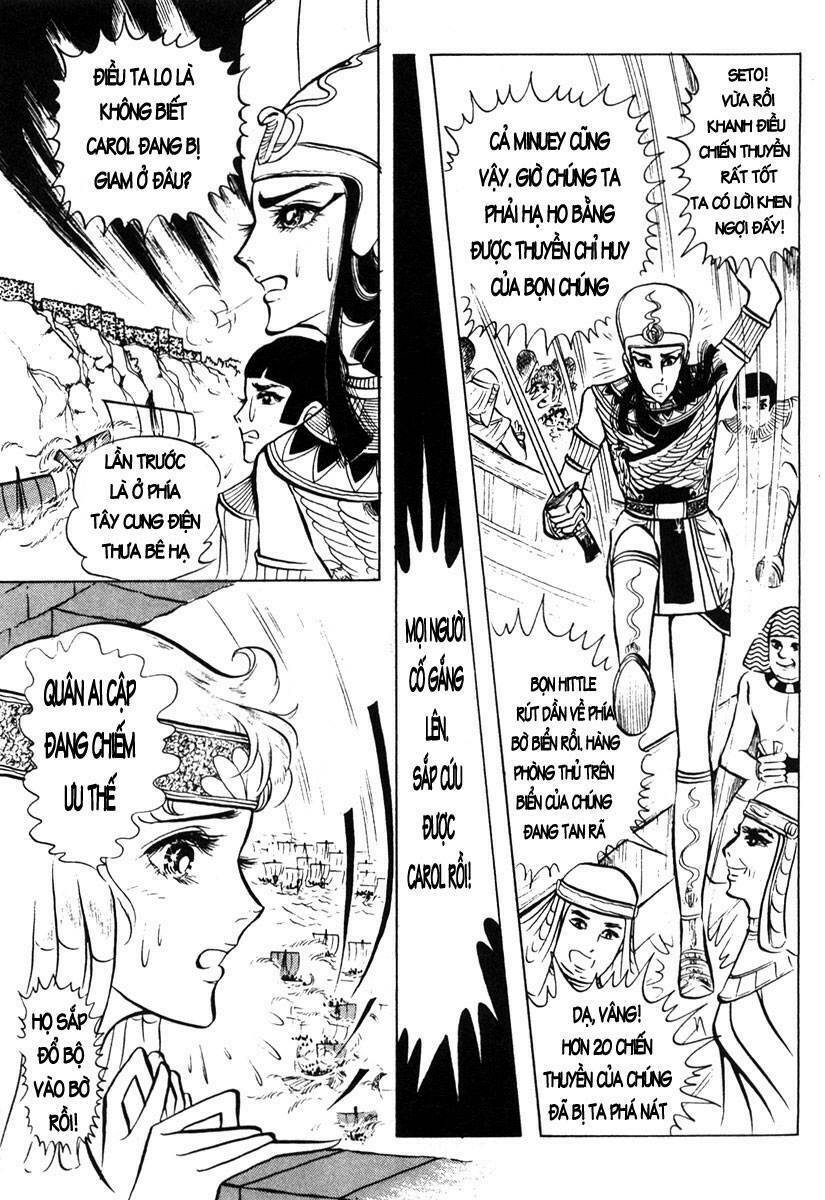 SETO!
VỪA RỒI
KHANH ĐIỀU
CHIẾN THUYỀN
RẤT TỐT
TA CÓ LỜI KHEN
NGỢI ĐẤY!
CẢ MINUEY CŨNG
VẬY. GIỜ CHÚNG TA
PHẢI HẠ HO BẰNG
ĐƯỢC THUYỀN CHỈ HUY
CỦA BỌN CHÚNG
BỌN HITTLE
RÚT DẦN VỀ PHÍA
BỜ BIỂN RỒI. HÀNG
PHÒNG THỦ TRÊN
BIỂN CỦA CHÚNG
ĐANG TAN RÃ
DẠ, VÂNG!
HƠN 20 CHIẾN
THUYỀN CỦA CHÚNG
ĐÃ BỊ TA PHÁ NÁT
MỌI NGƯỜI
CỐ GẮNG
LÊN.
SẮP CỨU
ĐƯỢC
CAROL RỒI!
ĐIỀU TA LO LÀ
KHÔNG BIẾT
CAROL ĐANG BỊ
GIAM Ở ĐÂU?
LẦN TRƯỚC
LÀ Ở PHÍA
TÂY CUNG ĐIỆN
THƯA BÊ HẠ
QUÂN AI CẬP
ĐANG CHIẾM
ƯU THẾ
HỌ SẮP
ĐỔ BỘ
VÀO BỜ
RỒI!